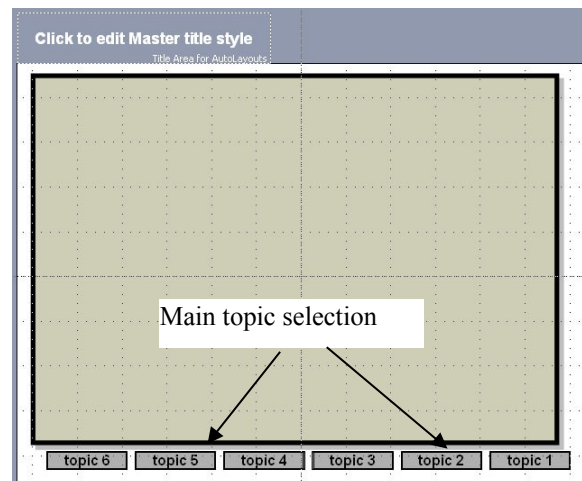 Click to edit Master title style
Title Area for AutoLayouts
Main topic selection
topic 6 topic 5 topic 4 topic 3 topic 2 topic 1